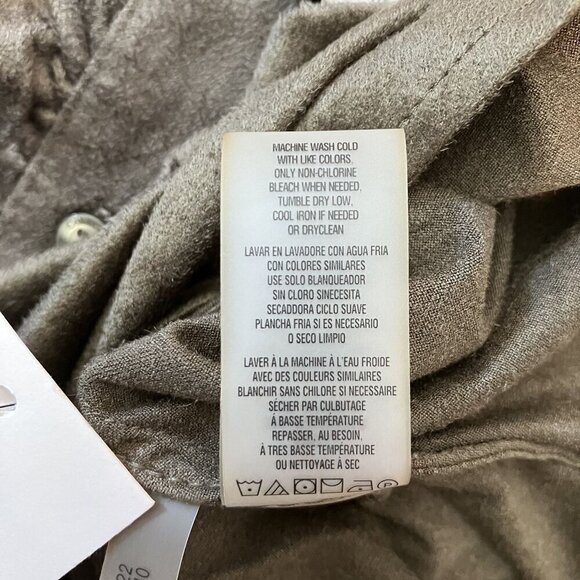 MACHINE WASH COLD
WITH LIKE COLORS.
ONLY NON-CHLORINE
BLEACH WHEN NEEDED.
TUMBLE DRY LOW,
COOL IRON IF NEEDED
OR DRYCLEAN
LAVAR EN LAVADORE CON AGUA FRIA
CON COLORES SIMILARES
USE SOLO BLANQUEADOR
SIN CLORO SINECESITA
SECADORA CICLO SUAVE
PLANCHA FRIA SI ES NECESARIO
O SECO LIMPIO
LAVER À LA MACHINE À L'EAU FROIDE
AVEC DES COULEURS SIMILAIRES
BLANCHIR SANS CHLORE SI NECESSAIRE
SÉCHER PAR CULBUTAGE
À BASSE TEMPÉRATURE
REPASSER, AU BESOIN.
À TRES BASSE TEMPÉRATURE
OU NETTOYAGE À SEC
P
22